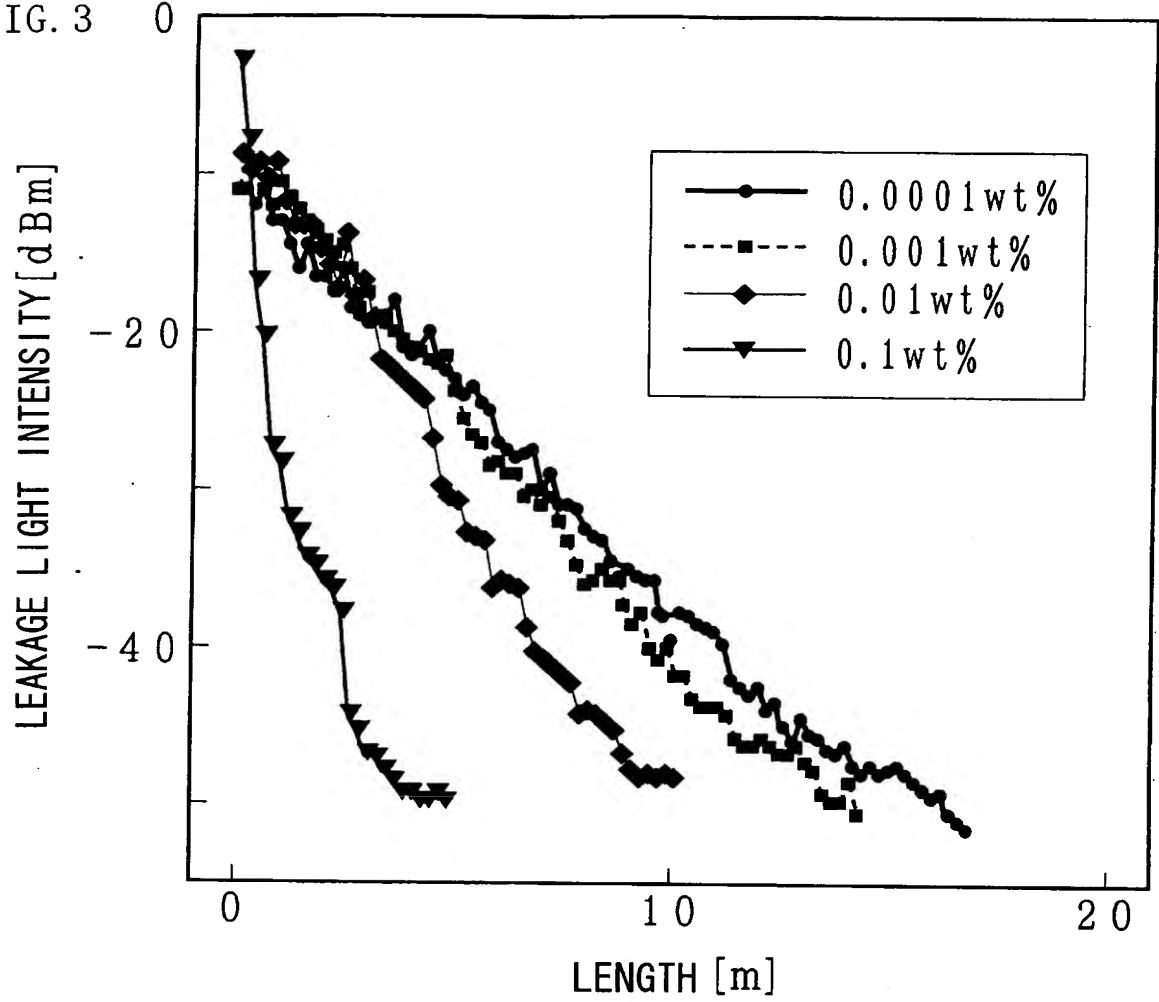 IG. 3
0
LEAKAGE LIGHT INTENSITY[dBm]
0.0001wt%
0.001wt%
0.01wt%
0.1wt%
-20
-40
0
10
20
LENGTH [m]